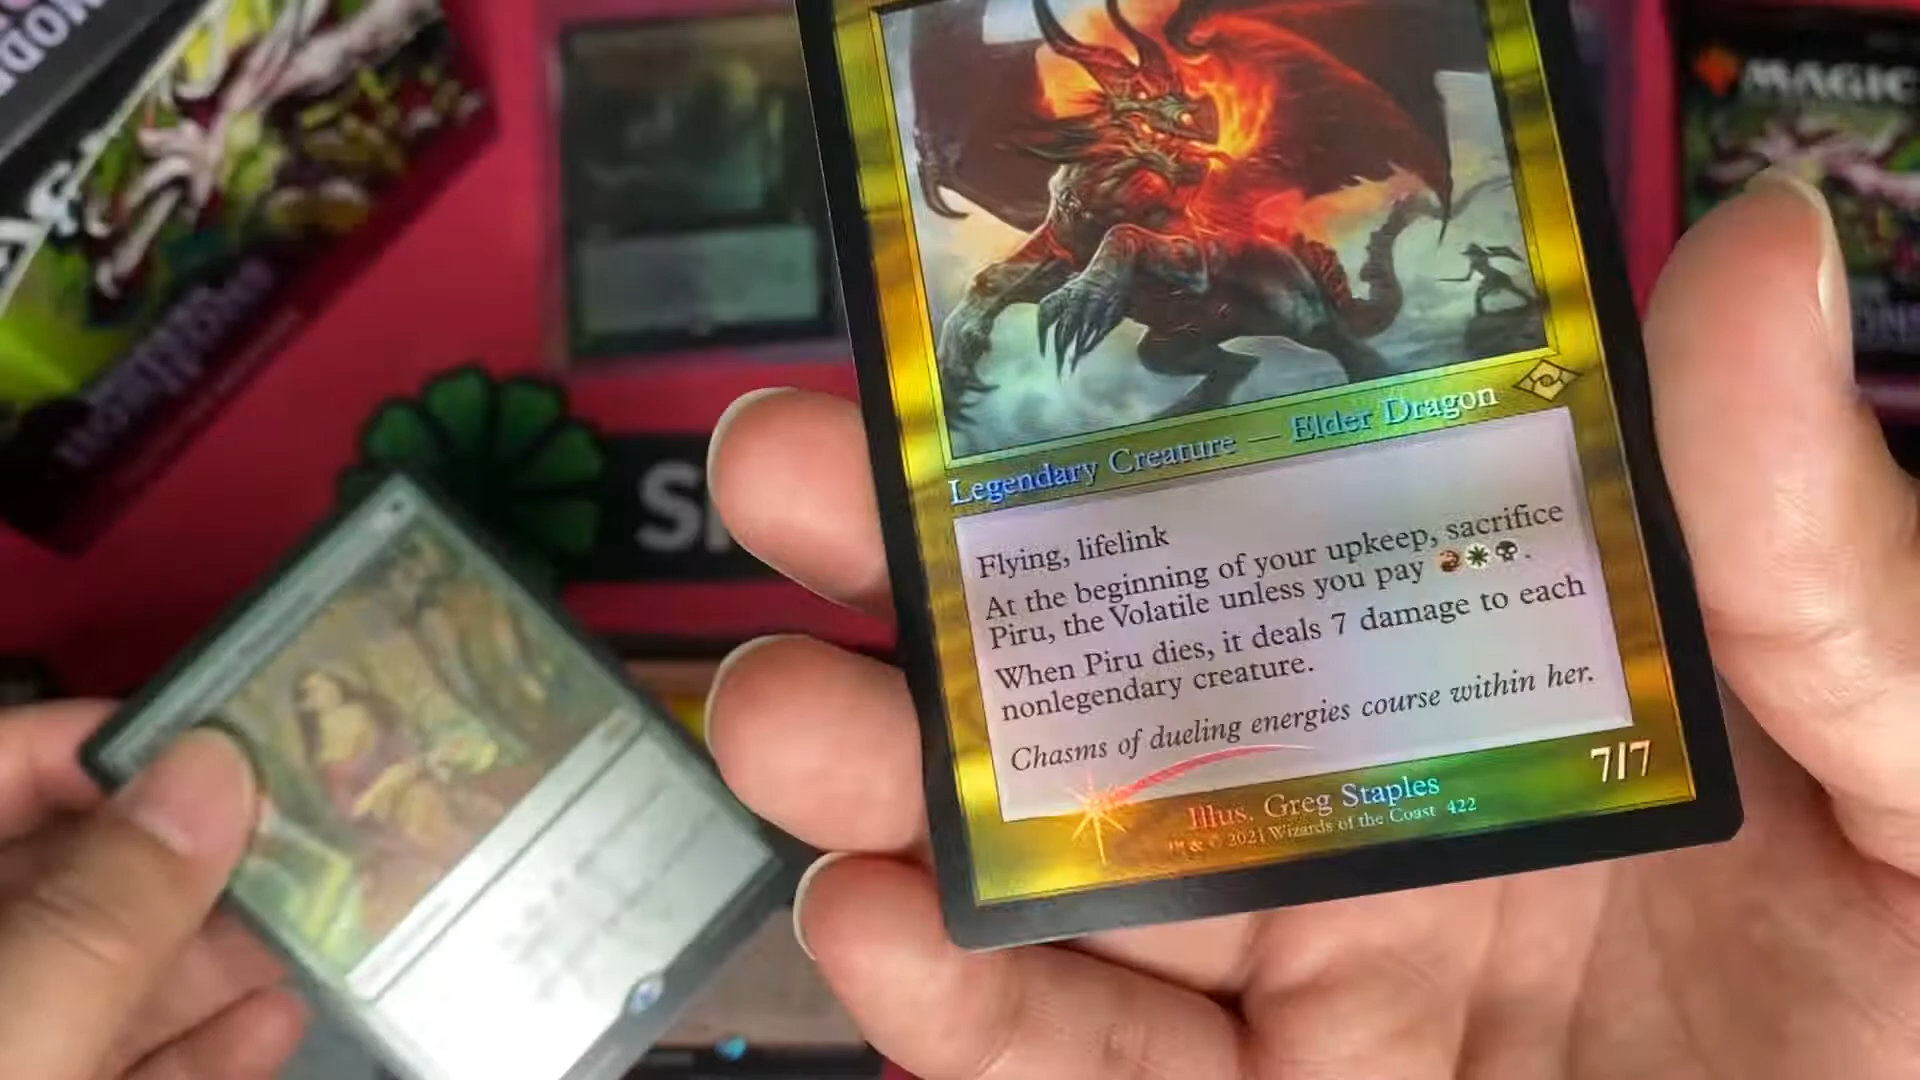 MAGIC
Legendary Creature — Elder Dragon
Flying, lifelink
At the beginning of your upkeep, sacrifice
Piru, the Volatile unless you pay
When Piru dies, it deals 7 damage to each
nonlegendary creature.
Chasms of dueling energies course within her.
7/7
Illus. Greg Staples
™ & © 2021 Wizards of the Coast 422